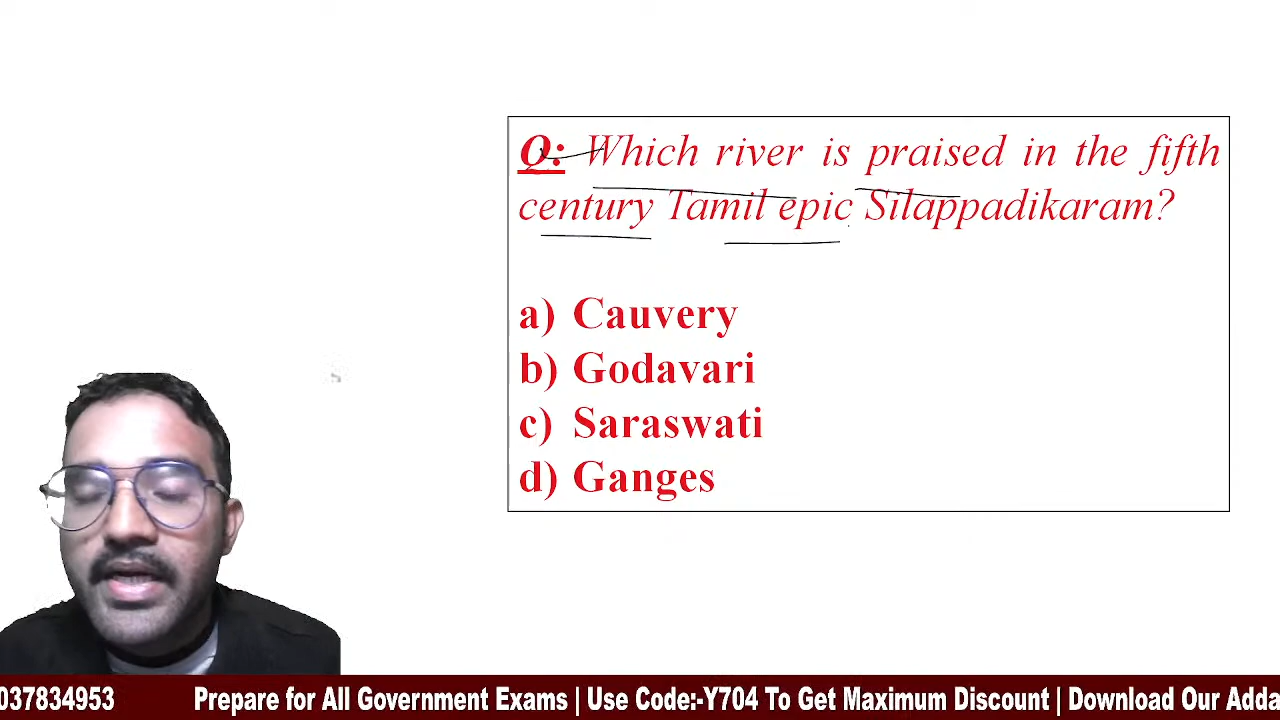 Q: Which river is praised in the fifth
century Tamil epic Silappadikaram?
a) Cauvery
b) Godavari
c) Saraswati
d) Ganges
037834953 Prepare for All Government Exams | Use Code:-Y704 To Get Maximum Discount | Download Our Adda